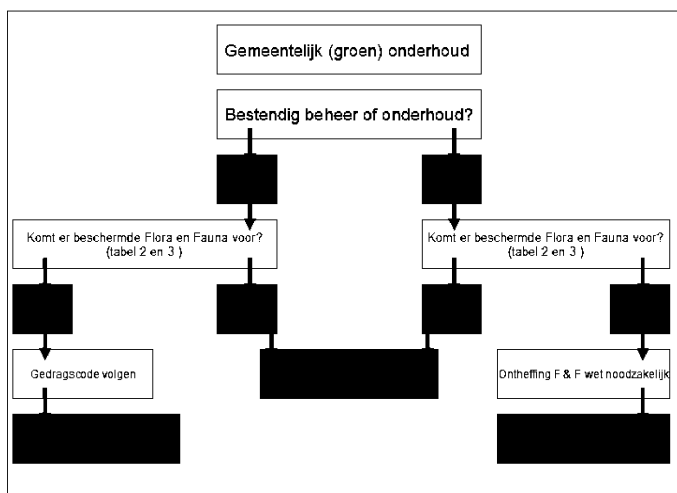 Gemeentelijk (groen) onderhoud
Bestendig beheer of onderhoud?
Komt er beschermde Flora en Fauna voor?
(tabel 2 en 3 )
Komt er beschermde Flora en Fauna voor?
(tabel 2 en 3 )
Gedragscode volgen
Ontheffing F & F wet noodzakelijk